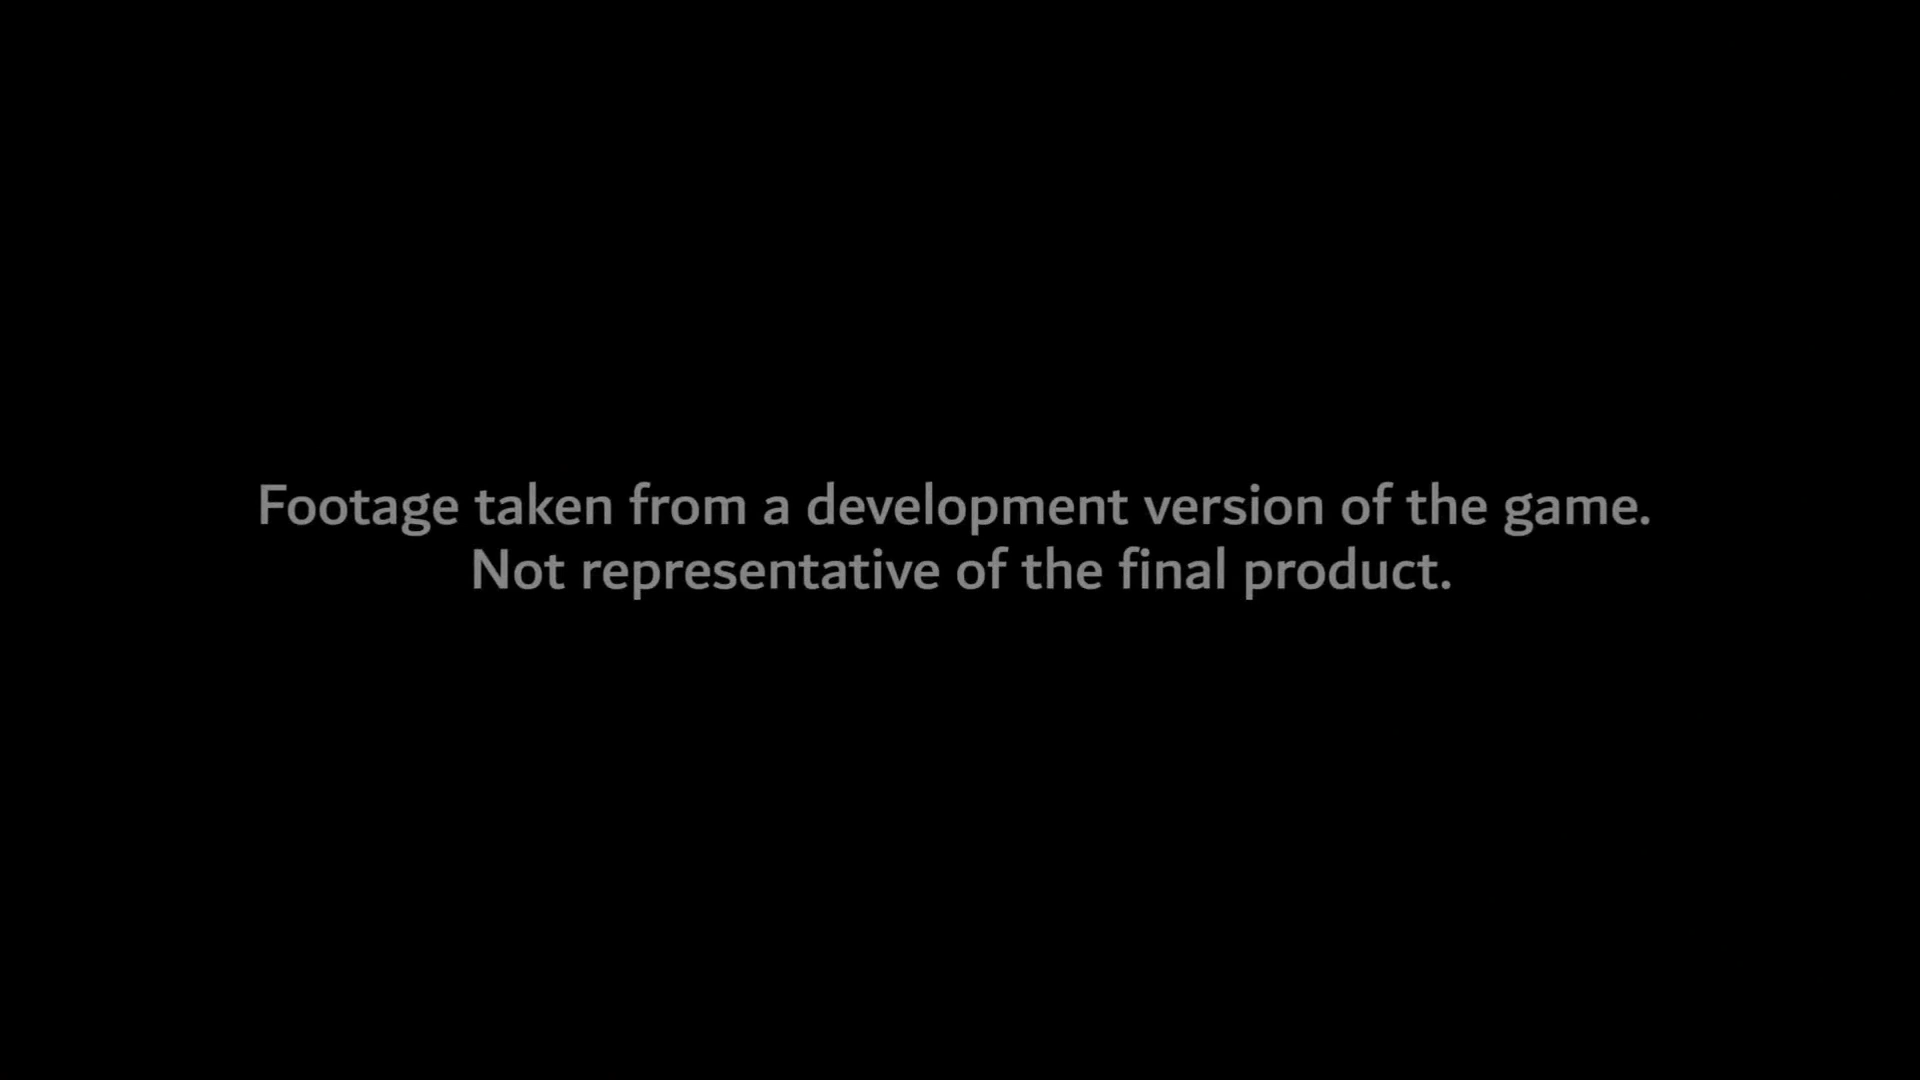 Footage taken from a development version of the game.
Not representative of the final product.